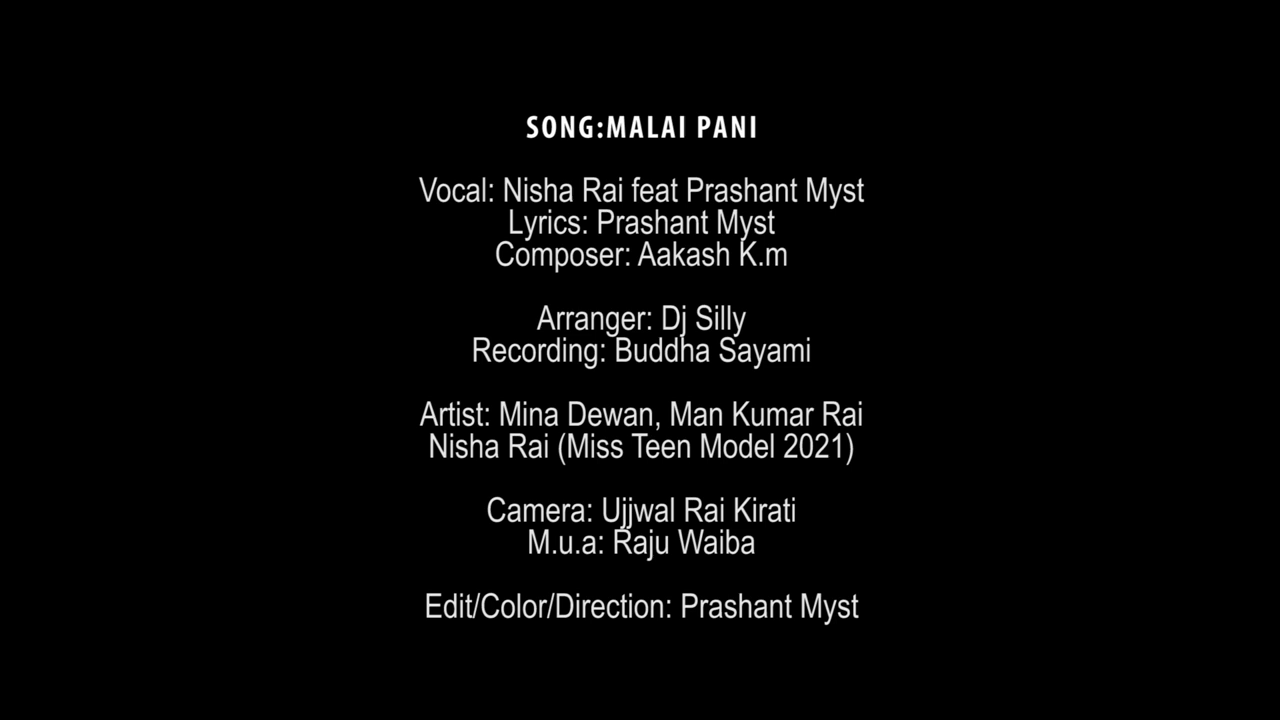 SONG:MALAI PANI
Vocal: Nisha Rai feat Prashant Myst
Lyrics: Prashant Myst
Composer: Aakash K.m
Arranger: Dj Silly
Recording: Buddha Sayami
Artist: Mina Dewan, Man Kumar Rai
Nisha Rai (Miss Teen Model 2021)
Camera: Ujjwal Rai Kirati
M.u.a: Raju Waiba
Edit/Color/Direction: Prashant Myst